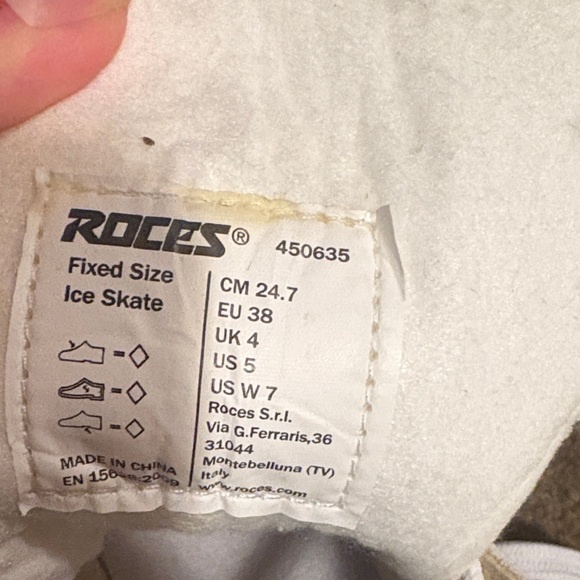 ROCES® 450635
Fixed Size
Ice Skate
CM 24.7
EU 38
UK 4
US 5
US W 7
Roces S.r.l.
Via G.Ferraris,36
31044
Montebelluna (TV)
Italy
www.roces.com
MADE IN CHINA
EN